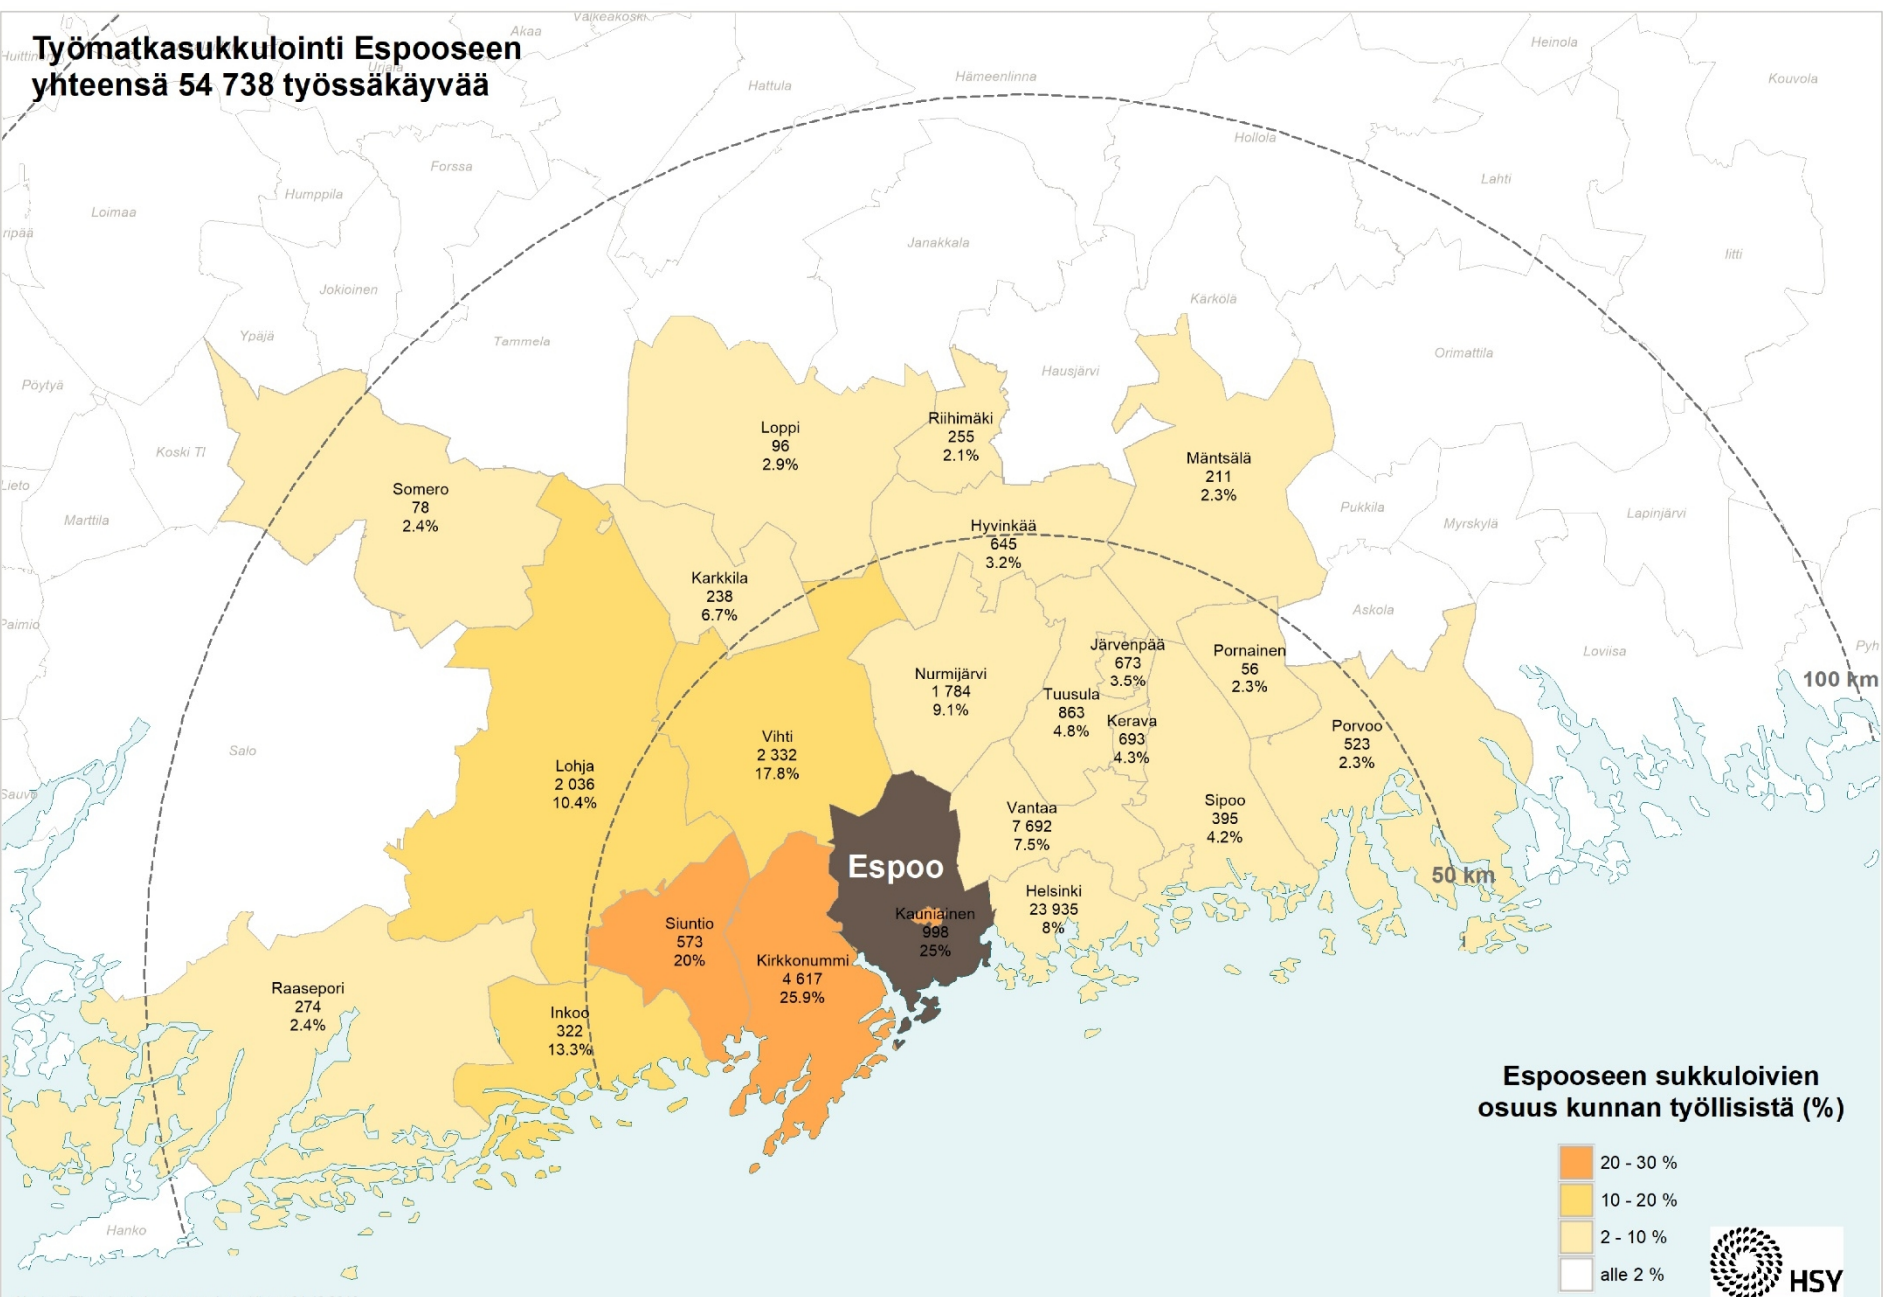 Työmatkasukkulointi Espooseen
yhteensä 54 738 työssäkäyvää
Valkeakoski
Akaa
Urjala
Heinola
Kouvola
Hattula
Hämeenlinna
Hollola
Forssa
Lahti
Humppila
Loimaa
Janakkala
Iitti
Jokioinen
Kärkölä
Ypäjä
Tammela
Orimattila
Hausjärvi
Pöytyä
Koski Tl
Marttila
Lieto
Paimio
Salo
Pukkila
Myrskylä
Lapinjärvi
Askola
Loviisa
Hanko
Loppi
96
2.9%
Riihimäki
255
2.1%
Mäntsälä
211
2.3%
Somero
78
2.4%
Hyvinkää
645
3.2%
Karkkila
238
6.7%
Järvenpää
673
3.5%
Pornainen
56
2.3%
Nurmijärvi
1 784
9.1%
Tuusula
863
4.8%
Kerava
693
4.3%
Porvoo
523
2.3%
Vihti
2 332
17.8%
Lohja
2 036
10.4%
Vantaa
7 692
7.5%
Sipoo
395
4.2%
Espoo
Kauniainen
998
25%
Helsinki
23 935
8%
Siuntio
573
20%
Kirkkonummi
4 617
25.9%
Raasepori
274
2.4%
Inkoo
322
13.3%
100 km
50 km
Espooseen sukkuloivien
osuus kunnan työllisistä (%)
20 - 30 %
10 - 20 %
2 - 10 %
alle 2 %
HSY